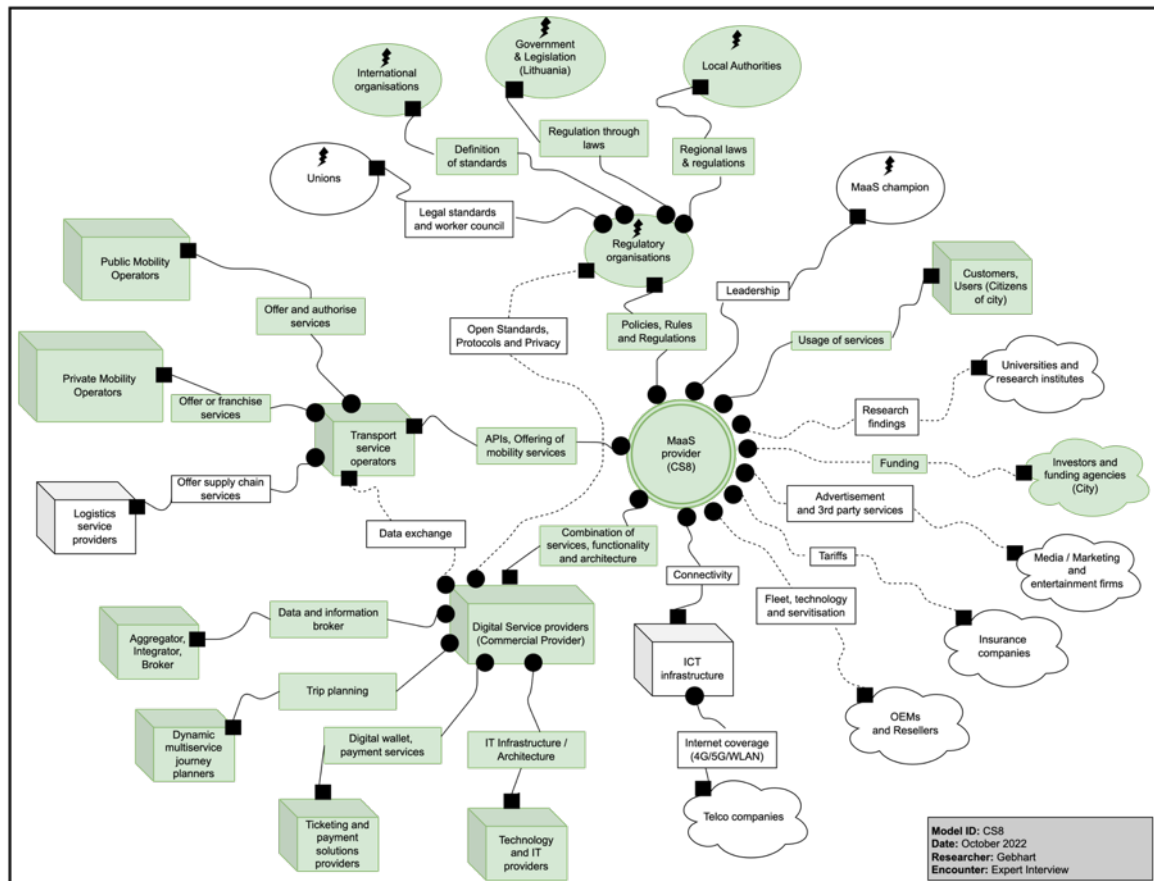 Government
& Legislation
(Lithuania)
International
organisations
Local Authorities
Definition
of standards
Regulation through
laws
Regional laws
& regulations
Unions
MaaS champion
Legal standards
and worker council
Regulatory
organisations
Public Mobility
Operators
Customers,
Users (Citizens
of city)
Leadership
Offer and authorise
services
Open Standards,
Protocols and Privacy
Policies, Rules
and Regulations
Usage of services
Universities and
research institutes
Private Mobility
Operators
Offer or franchise
services
Research
findings
Transport
service
operators
APIs, Offering of
mobility services
MaaS
provider
(CS8)
Funding
Investors and
funding agencies
(City)
Offer supply chain
services
Logistics
service
providers
Advertisement
and 3rd party services
Data exchange
Combination of
services, functionality
and architecture
Tariffs
Media / Marketing
and
entertainment firms
Connectivity
Fleet, technology
and servitisation
Data and information
broker
Digital Service providers
(Commercial Provider)
Aggregator,
Integrator,
Broker
ICT
infrastructure
Insurance
companies
Trip planning
OEMs
and Resellers
Dynamic
multiservice
journey
planners
Digital wallet,
payment services
IT Infrastructure /
Architecture
Internet coverage
(4G/5G/WLAN)
Telco companies
Ticketing and
payment
solutions
providers
Technology
and IT
providers
Model ID: CS8
Date: October 2022
Researcher: Gebhart
Encounter: Expert Interview